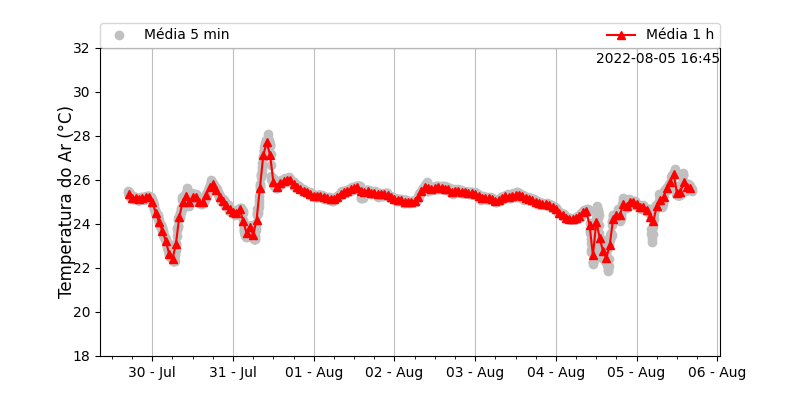 Média 5 min
Média 1 h
2022-08-05 16:45
Temperatura do Ar (°C)
32
30
28
26
24
22
20
18
30 - Jul
31 - Jul
01 - Aug
02 - Aug
03 - Aug
04 - Aug
05 - Aug
06 - Aug